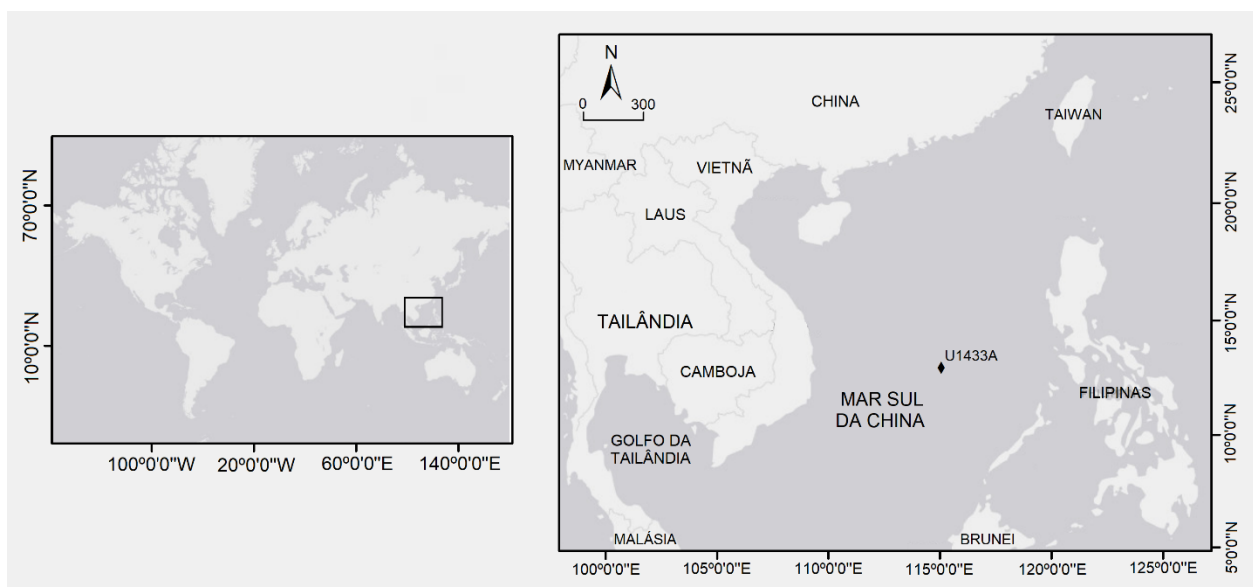 70º0'0"N
10º0'0"N
100º0'0"W
20º0'0"W
60º0'0"E
140º0'0"E
N
0
300
CHINA
TAIWAN
MYANMAR
VIETNÃ
LAUS
TAILÂNDIA
CAMBOJA
U1433A
FILIPINAS
MAR SUL
DA CHINA
GOLFO DA
TAILÂNDIA
MALÁSIA
BRUNEI
25º0'0"N
20º0'0"N
15º0'0"N
10º0'0"N
5º0'0"N
100º0'0"E
105º0'0"E
110º0'0"E
115º0'0"E
120º0'0"E
125º0'0"E